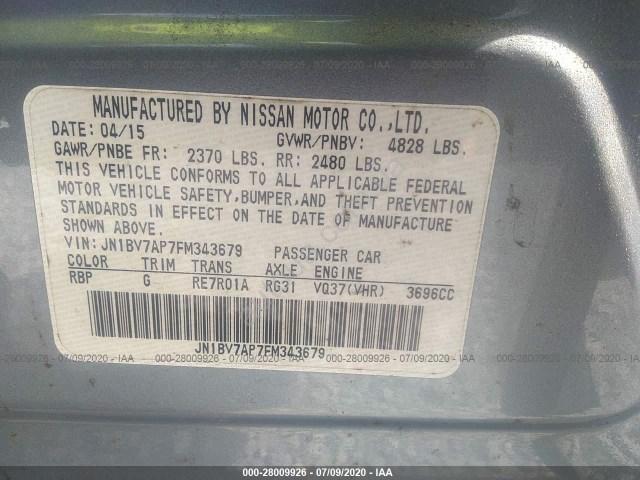 MANUFACTURED BY NISSAN MOTOR CO.,LTD.
DATE: 04/15 GVWR/PNBV: 4828 LBS.
GAWR/PNBE FR: 2370 LBS. RR: 2480 LBS.
THIS VEHICLE CONFORMS TO ALL APPLICABLE FEDERAL
MOTOR VEHICLE SAFETY,BUMPER,AND THEFT PREVENTION
STANDARDS IN EFFECT ON THE DATE OF MANUFACTURE
SHOWN ABOVE.
VIN: JN1BV7AP7FM343679 PASSENGER CAR
COLOR TRIM TRANS AXLE ENGINE
RBP G RE7R01A RG31 VQ37(VHR) 3696CC
JN1BV7AP7FM343679
000-28009926 - 07/09/2020 - IAA